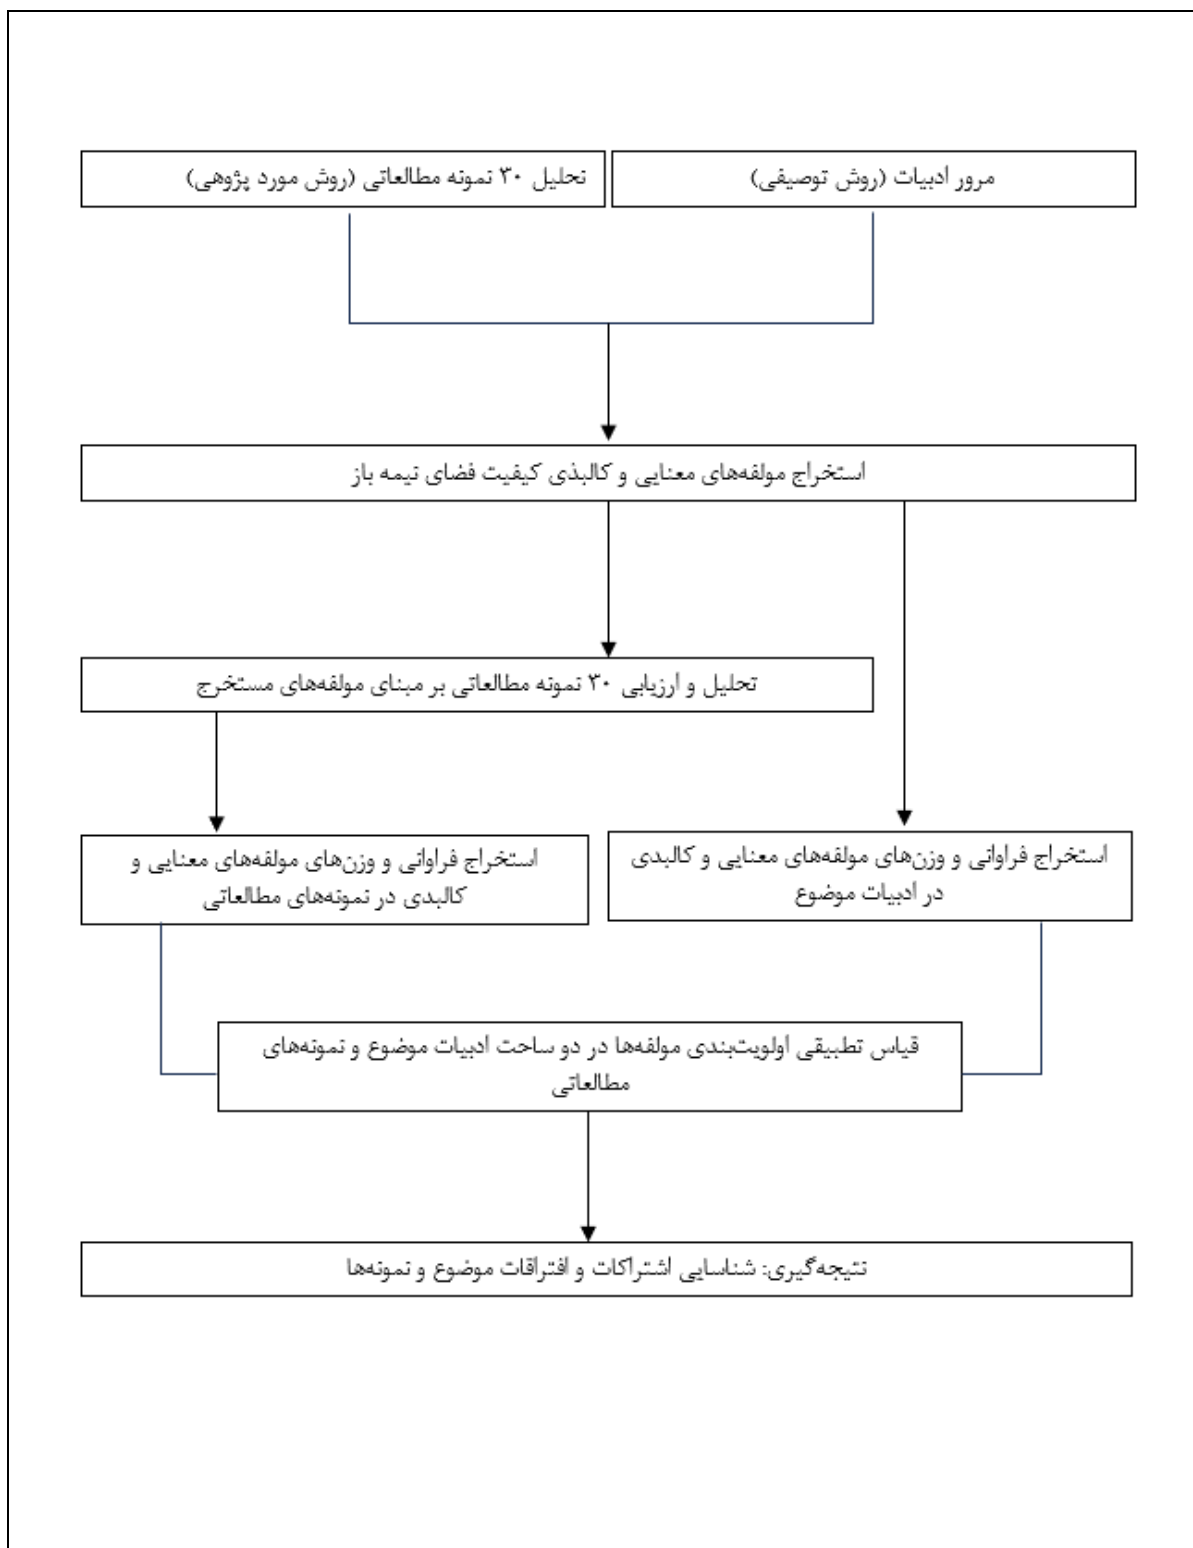 مرور ادبیات (روش توصیفی)
تحلیل ۳۰ نمونه مطالعاتی (روش مورد پژوهی)
استخراج مولفه‌های معنایی و کالبذی کیفیت فضای نیمه باز
تحلیل و ارزیابی ۳۰ نمونه مطالعاتی بر مبنای مولفه‌های مستخرج
استخراج فراوانی و وزن‌های مولفه‌های معنایی و کالبدی
در ادبیات موضوع
استخراج فراوانی و وزن‌های مولفه‌های معنایی و
کالبدی در نمونه‌های مطالعاتی
قیاس تطبیقی اولویت‌بندی مولفه‌ها در دو ساحت ادبیات موضوع و نمونه‌های
مطالعاتی
نتیجه‌گیری: شناسایی اشتراکات و افتراقات موضوع و نمونه‌ها